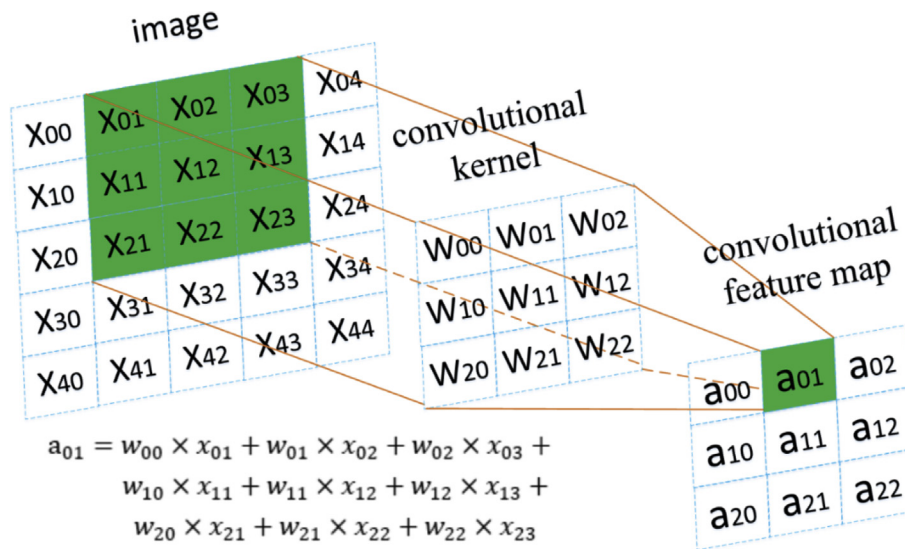 image
x00 x01 x02 x03 x04
x10 x11 x12 x13 x14
x20 x21 x22 x23 x24
x30 x31 x32 x33 x34
x40 x41 x42 x43 x44
convolutional
kernel
w00 w01 w02
w10 w11 w12
w20 w21 w22
convolutional
feature map
a00 a01 a02
a10 a11 a12
a20 a21 a22
a01 = w00 × x01 + w01 × x02 + w02 × x03 +
w10 × x11 + w11 × x12 + w12 × x13 +
w20 × x21 + w21 × x22 + w22 × x23